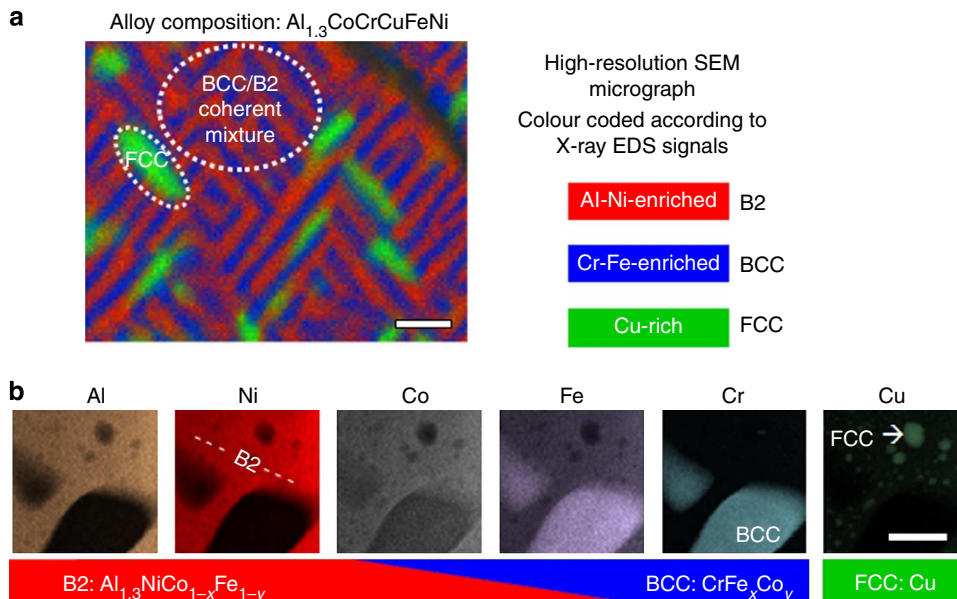 a
Alloy composition: Al1.3CoCrCuFeNi
BCC/B2
coherent
mixture
FCC
High-resolution SEM
micrograph
Colour coded according to
X-ray EDS signals
Al-Ni-enriched B2
Cr-Fe-enriched BCC
Cu-rich FCC
b
Al Ni Co Fe Cr Cu
B2
FCC
BCC
B2: Al1.3NiCo1–xFe1–y BCC: CrFexCoy FCC: Cu